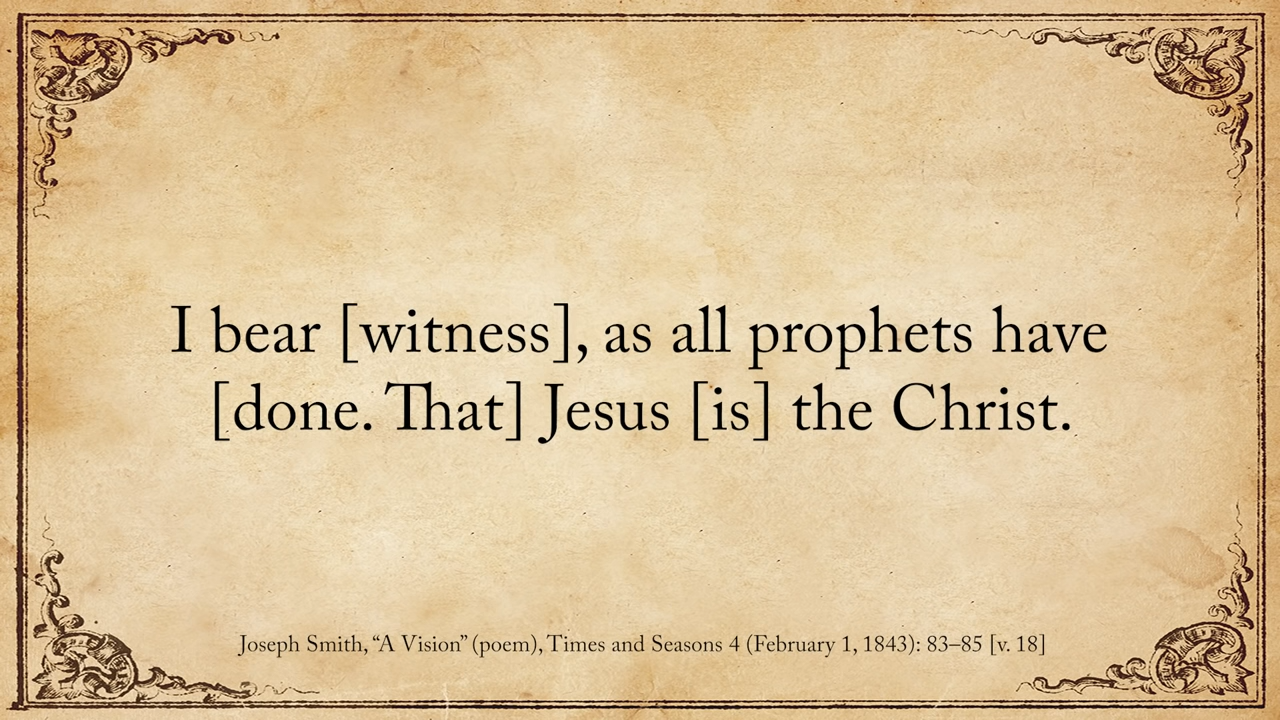 I bear [witness], as all prophets have
[done. That] Jesus [is] the Christ.
Joseph Smith, “A Vision” (poem), Times and Seasons 4 (February 1, 1843): 83–85 [v. 18]